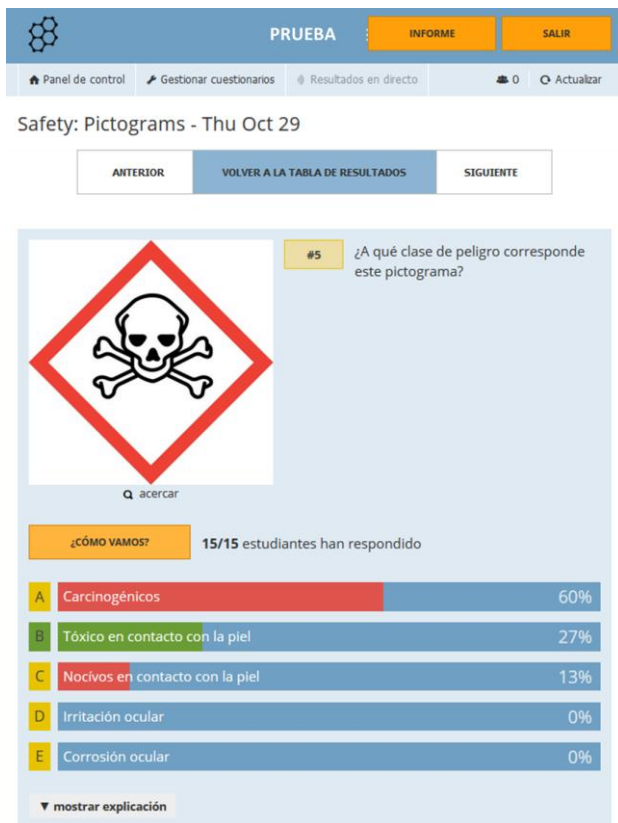 PRUEBA
INFORME
SALIR
Panel de control
Gestionar cuestionarios
Resultados en directo
0
Actualizar
Safety: Pictograms - Thu Oct 29
ANTERIOR
VOLVER A LA TABLA DE RESULTADOS
SIGUIENTE
#5
¿A qué clase de peligro corresponde
este pictograma?
acercar
¿CÓMO VAMOS?
15/15 estudiantes han respondido
A Carcinogénicos 60%
B Tóxico en contacto con la piel 27%
C Nocívos en contacto con la piel 13%
D Irritación ocular 0%
E Corrosión ocular 0%
▼ mostrar explicación